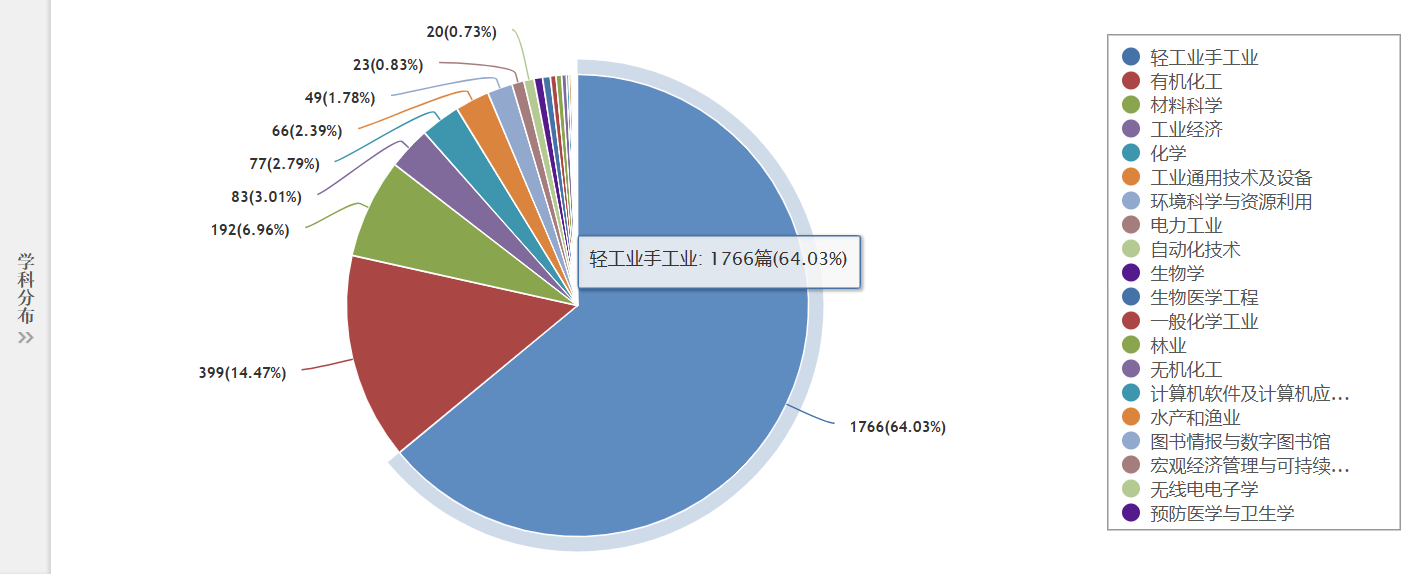 学科分布
20(0.73%)
23(0.83%)
49(1.78%)
66(2.39%)
77(2.79%)
83(3.01%)
192(6.96%)
399(14.47%)
轻工业手工业: 1766篇(64.03%)
1766(64.03%)
轻工业手工业
有机化工
材料科学
工业经济
化学
工业通用技术及设备
环境科学与资源利用
电力工业
自动化技术
生物学
生物医学工程
一般化学工业
林业
无机化工
计算机软件及计算机应...
水产和渔业
图书情报与数字图书馆
宏观经济管理与可持续...
无线电电子学
预防医学与卫生学